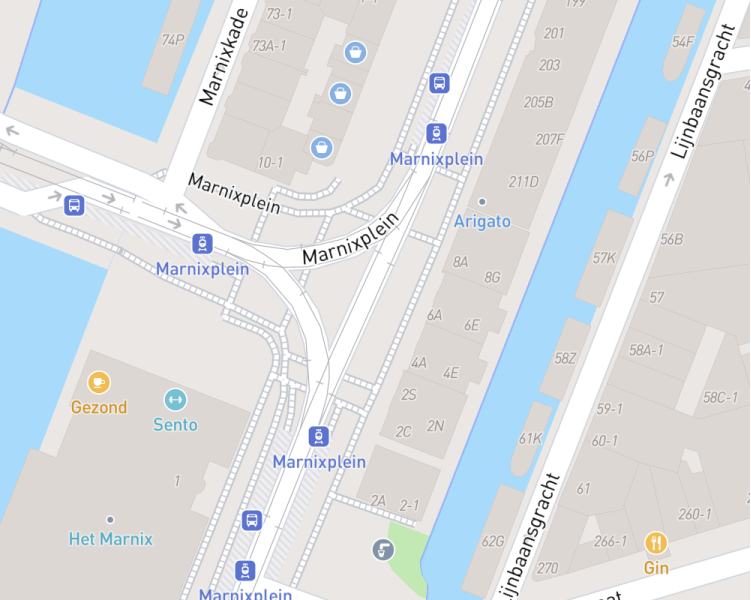 199
73-1
Marnixkade
74P
73A-1
201
54F
Lijnbaansgracht
203
205B
207F
Marnixplein
56P
10-1
211D
Marnixplein
Arigato
Marnixplein
56B
Marnixplein
57K
8A
8G
57
6A
6E
58A-1
4A
4E
58Z
Gezond
2S
58C-1
Sento
59-1
2C
2N
61K
60-1
Marnixplein
1
61
2A
2-1
260-1
Het Marnix
62G
266-1
Gin
270
Lijnbaansgracht
Marnixplein